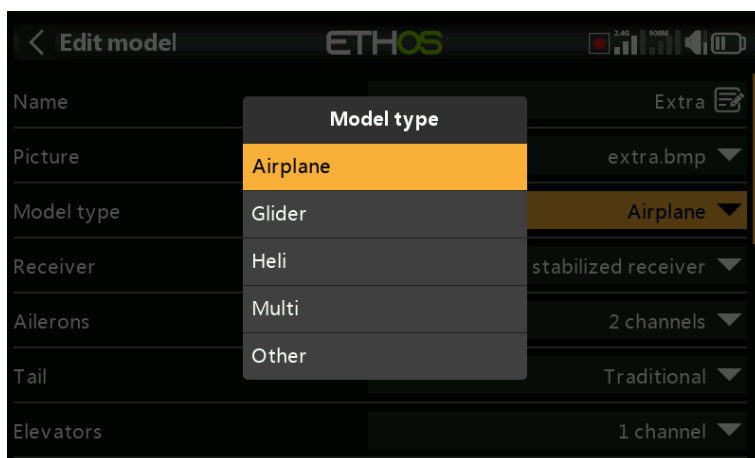 Edit model
ETHOS
2.4G
900M
Name
Extra
Model type
Picture
extra.bmp
Airplane
Model type
Airplane
Glider
Receiver
stabilized receiver
Heli
Ailerons
2 channels
Multi
Tail
Traditional
Other
Elevators
1 channel